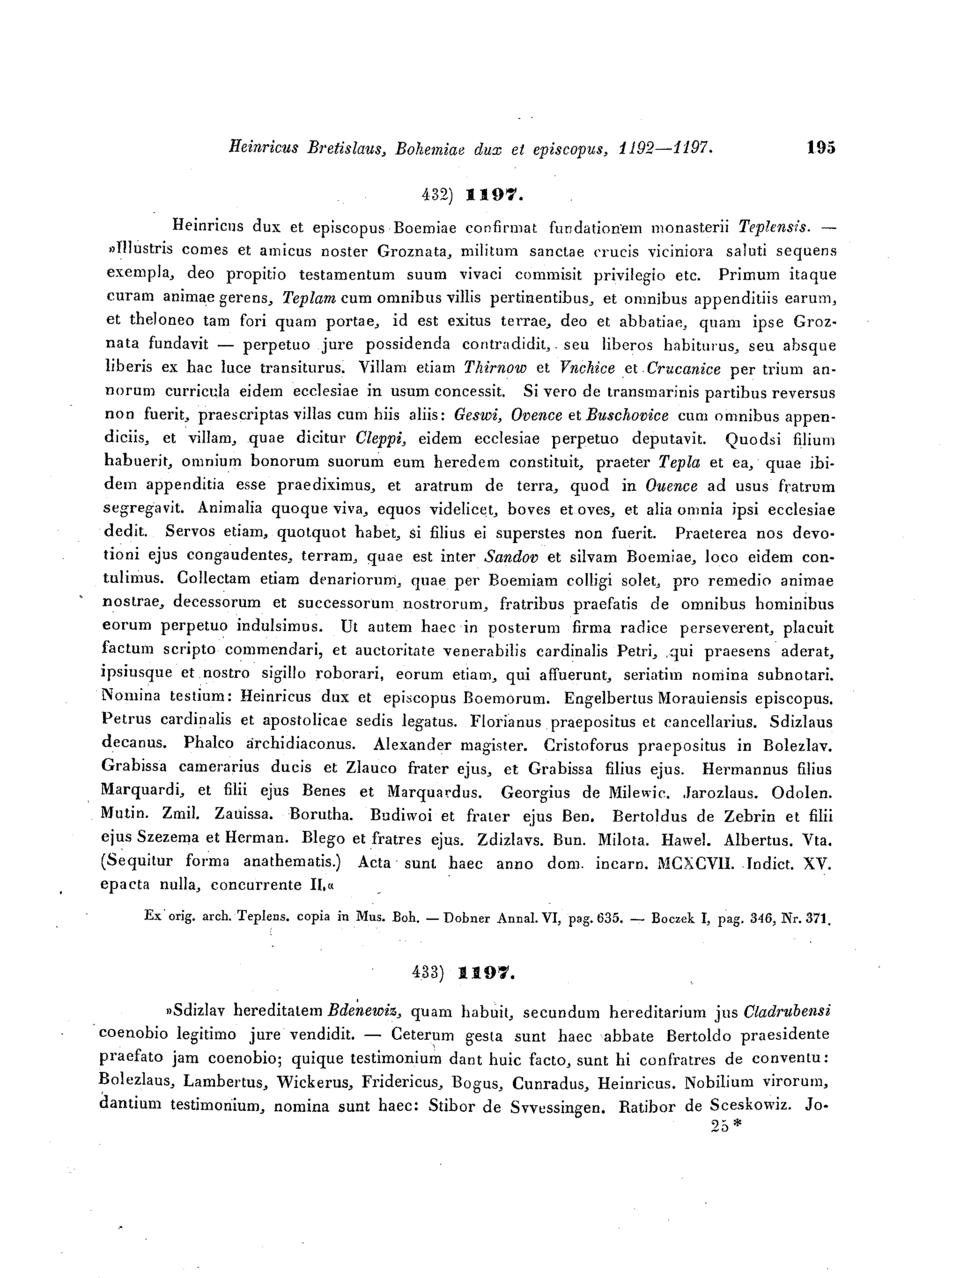 Heinricus Bretislaus, Bohemiae dux et episcopus, 1192—1197. 195
432) 1197.
Heinricus dux et episcopus Boemiae confirmat fundationem monasterii Teplensis. —
»Illustris comes et amicus noster Groznata, militum sanctae crucis viciniora saluti sequens
exempla, deo propitio testamentum suum vivaci commisit privilegio etc. Primum itaque
curam animae gerens, Teplam cum omnibus villis pertinentibus, et omnibus appenditiis earum,
et theloneo tam fori quam portae, id est exitus terrae, deo et abbatiae, quam ipse Groz-
nata fundavit — perpetuo jure possidenda contradidit, seu liberos habiturus, seu absque
liberis ex hac luce transiturus. Villam etiam Thirnow et Vnchice et Crucanice per trium an-
norum curricula eidem ecclesiae in usum concessit. Si vero de transmarinis partibus reversus
non fuerit, praescriptas villas cum hiis aliis: Geswi, Ovence et Buschovice cum omnibus appen-
diciis, et villam, quae dicitur Cleppi, eidem ecclesiae perpetuo deputavit. Quodsi filium
habuerit, omnium bonorum suorum eum heredem constituit, praeter Tepla et ea, quae ibi-
dem appenditia esse praediximus, et aratrum de terra, quod in Ouence ad usus fratrum
segregavit. Animalia quoque viva, equos videlicet, boves et oves, et alia omnia ipsi ecclesiae
dedit. Servos etiam, quotquot habet, si filius ei superstes non fuerit. Praeterea nos devo-
tioni ejus congaudentes, terram, quae est inter Sandov et silvam Boemiae, loco eidem con-
tulimus. Collectam etiam denariorum, quae per Boemiam colligi solet, pro remedio animae
nostrae, decessorum et successorum nostrorum, fratribus praefatis de omnibus hominibus
eorum perpetuo indulsimus. Ut autem haec in posterum firma radice perseverent, placuit
factum scripto commendari, et auctoritate venerabilis cardinalis Petri, qui praesens aderat,
ipsiusque et nostro sigillo roborari, eorum etiam, qui affuerunt, seriatim nomina subnotari.
Nomina testium: Heinricus dux et episcopus Boemorum. Engelbertus Morauiensis episcopus.
Petrus cardinalis et apostolicae sedis legatus. Florianus praepositus et cancellarius. Sdizlaus
decanus. Phalco archidiaconus. Alexander magister. Cristoforus praepositus in Bolezlav.
Grabissa camerarius ducis et Zlauco frater ejus, et Grabissa filius ejus. Hermannus filius
Marquardi, et filii ejus Benes et Marquardus. Georgius de Milewic. Jarozlaus. Odolen.
Mutin. Zmil. Zauissa. Borutha. Budiwoi et frater ejus Ben. Bertoldus de Zebrin et filii
ejus Szezema et Herman. Blego et fratres ejus. Zdizlavs. Bun. Milota. Hawel. Albertus. Vta.
(Sequitur forma anathematis.) Acta sunt haec anno dom. incarn. MCXCVII. Indict. XV.
epacta nulla, concurrente II.«
Ex orig. arch. Teplens. copia in Mus. Boh. — Dobner Annal. VI, pag. 635. — Boczek I, pag. 346, Nr. 371.
433) 1197.
»Sdizlav hereditatem Bdenewiz, quam habuit, secundum hereditarium jus Cladrubensi
coenobio legitimo jure vendidit. — Ceterum gesta sunt haec abbate Bertoldo praesidente
praefato jam coenobio; quique testimonium dant huic facto, sunt hi confratres de conventu:
Bolezlaus, Lambertus, Wickerus, Fridericus, Bogus, Cunradus, Heinricus. Nobilium virorum,
dantium testimonium, nomina sunt haec: Stibor de Svvessingen. Ratibor de Sceskowiz. Jo-
25*